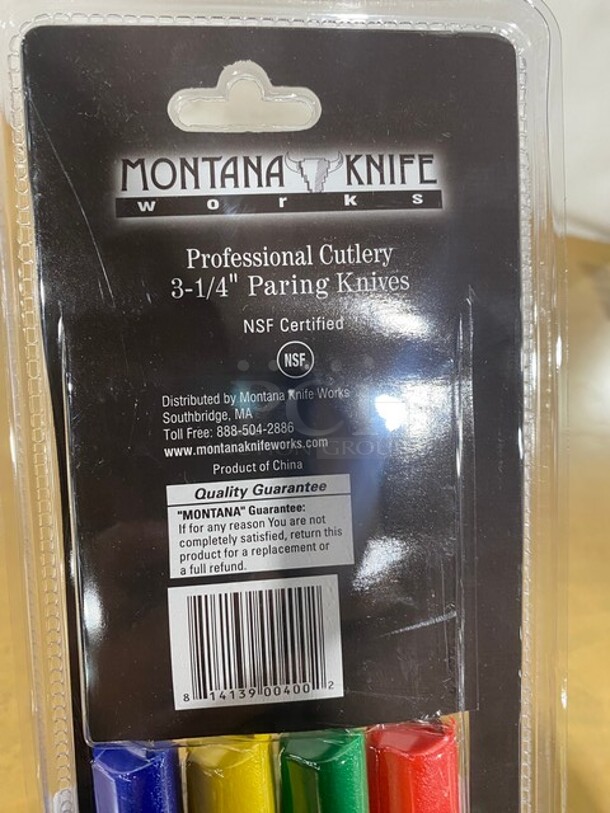 MONTANA KNIFE
works
Professional Cutlery
3-1/4" Paring Knives
NSF Certified
NSF.
Distributed by Montana Knife Works
Southbridge, MA
Toll Free: 888-504-2886
www.montanaknifeworks.com
Product of China
Quality Guarantee
"MONTANA" Guarantee:
If for any reason You are not
completely satisfied, return this
product for a replacement or
a full refund.
8 14139 00400 2